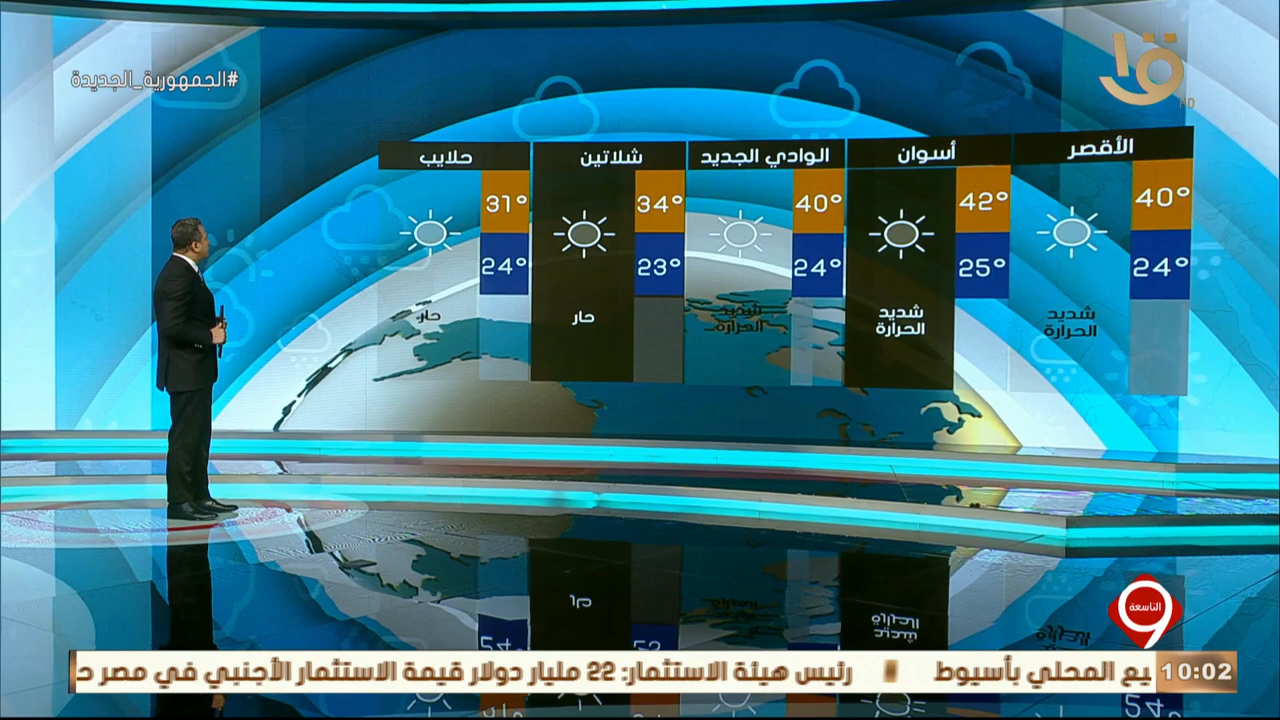 #الجمهورية_الجديدة
HD
الأقصر
40°
24°
شديد
الحرارة
أسوان
42°
25°
شديد
الحرارة
الوادي الجديد
40°
24°
شديد
الحرارة
شلاتين
34°
23°
حار
حلايب
31°
24°
حار
التاسعة
9
10:02
يع المحلي بأسيوط
رئيس هيئة الاستثمار: 22 مليار دولار قيمة الاستثمار الأجنبي في مصر